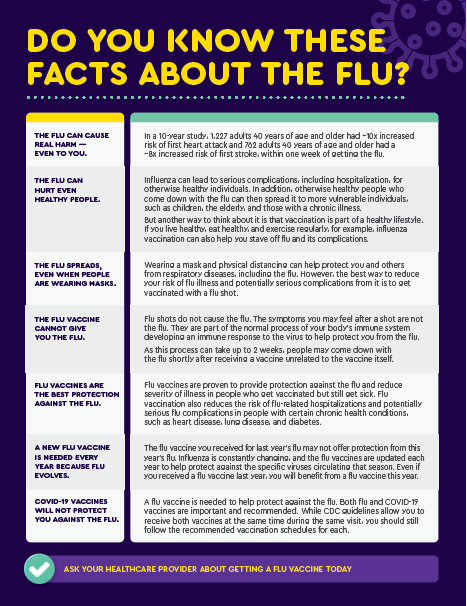 DO YOU KNOW THESE
FACTS ABOUT THE FLU?
THE FLU CAN CAUSE
REAL HARM —
EVEN TO YOU.
In a 10-year study, 1,227 adults 40 years of age and older had ~10x increased
risk of first heart attack and 762 adults 40 years of age and older had a
~8x increased risk of first stroke, within one week of getting the flu.
THE FLU CAN
HURT EVEN
HEALTHY PEOPLE.
Influenza can lead to serious complications, including hospitalization, for
otherwise healthy individuals. In addition, otherwise healthy people who
come down with the flu can then spread it to more vulnerable individuals,
such as children, the elderly, and those with a chronic illness.
But another way to think about it is that vaccination is part of a healthy lifestyle.
If you live healthy, eat healthy, and exercise regularly, for example, influenza
vaccination can also help you stave off flu and its complications.
THE FLU SPREADS,
EVEN WHEN PEOPLE
ARE WEARING MASKS.
Wearing a mask and physical distancing can help protect you and others
from respiratory diseases, including the flu. However, the best way to reduce
your risk of flu illness and potentially serious complications from it is to get
vaccinated with a flu shot.
THE FLU VACCINE
CANNOT GIVE
YOU THE FLU.
Flu shots do not cause the flu. The symptoms you may feel after a shot are not
the flu. They are part of the normal process of your body's immune system
developing an immune response to the virus to help protect you from the flu.
As this process can take up to 2 weeks, people may come down with
the flu shortly after receiving a vaccine unrelated to the vaccine itself.
FLU VACCINES ARE
THE BEST PROTECTION
AGAINST THE FLU.
Flu vaccines are proven to provide protection against the flu and reduce
severity of illness in people who get vaccinated but still get sick. Flu
vaccination also reduces the risk of flu-related hospitalizations and potentially
serious flu complications in people with certain chronic health conditions,
such as heart disease, lung disease, and diabetes.
A NEW FLU VACCINE
IS NEEDED EVERY
YEAR BECAUSE FLU
EVOLVES.
The flu vaccine you received for last year's flu may not offer protection from this
year's flu. Influenza is constantly changing, and the flu vaccines are updated each
year to help protect against the specific viruses circulating that season. Even if
you received a flu vaccine last year, you will benefit from a flu vaccine this year.
COVID-19 VACCINES
WILL NOT PROTECT
YOU AGAINST THE FLU.
A flu vaccine is needed to help protect against the flu. Both flu and COVID-19
vaccines are important and recommended. While CDC guidelines allow you to
receive both vaccines at the same time during the same visit, you should still
follow the recommended vaccination schedules for each.
ASK YOUR HEALTHCARE PROVIDER ABOUT GETTING A FLU VACCINE TODAY